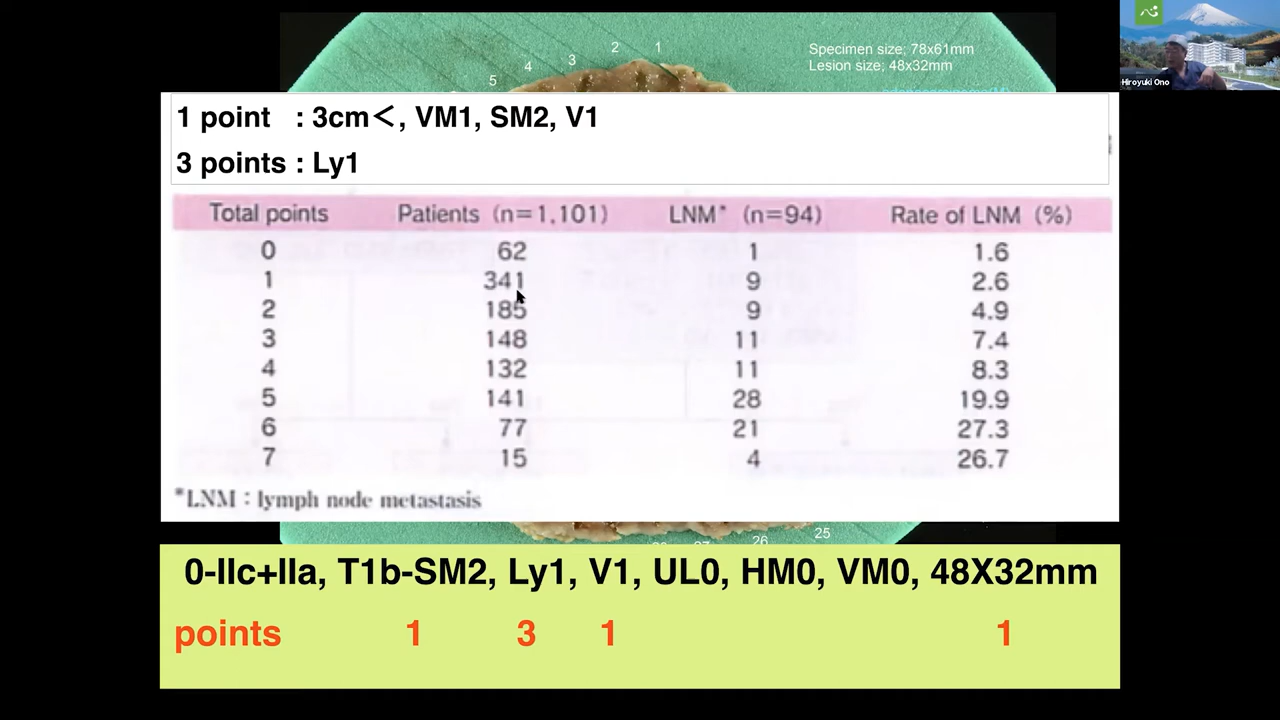 Specimen size; 78x61mm
Lesion size; 48x32mm
1
2
3
4
5
Hiroyuki Ono
1 point : 3cm＜, VM1, SM2, V1
3 points : Ly1
Total points Patients (n=1,101) LNM* (n=94) Rate of LNM (%)
0 62 1 1.6
1 341 9 2.6
2 185 9 4.9
3 148 11 7.4
4 132 11 8.3
5 141 28 19.9
6 77 21 27.3
7 15 4 26.7
*LNM : lymph node metastasis
25
26
0-IIc+IIa, T1b-SM2, Ly1, V1, UL0, HM0, VM0, 48X32mm
points 1 3 1 1